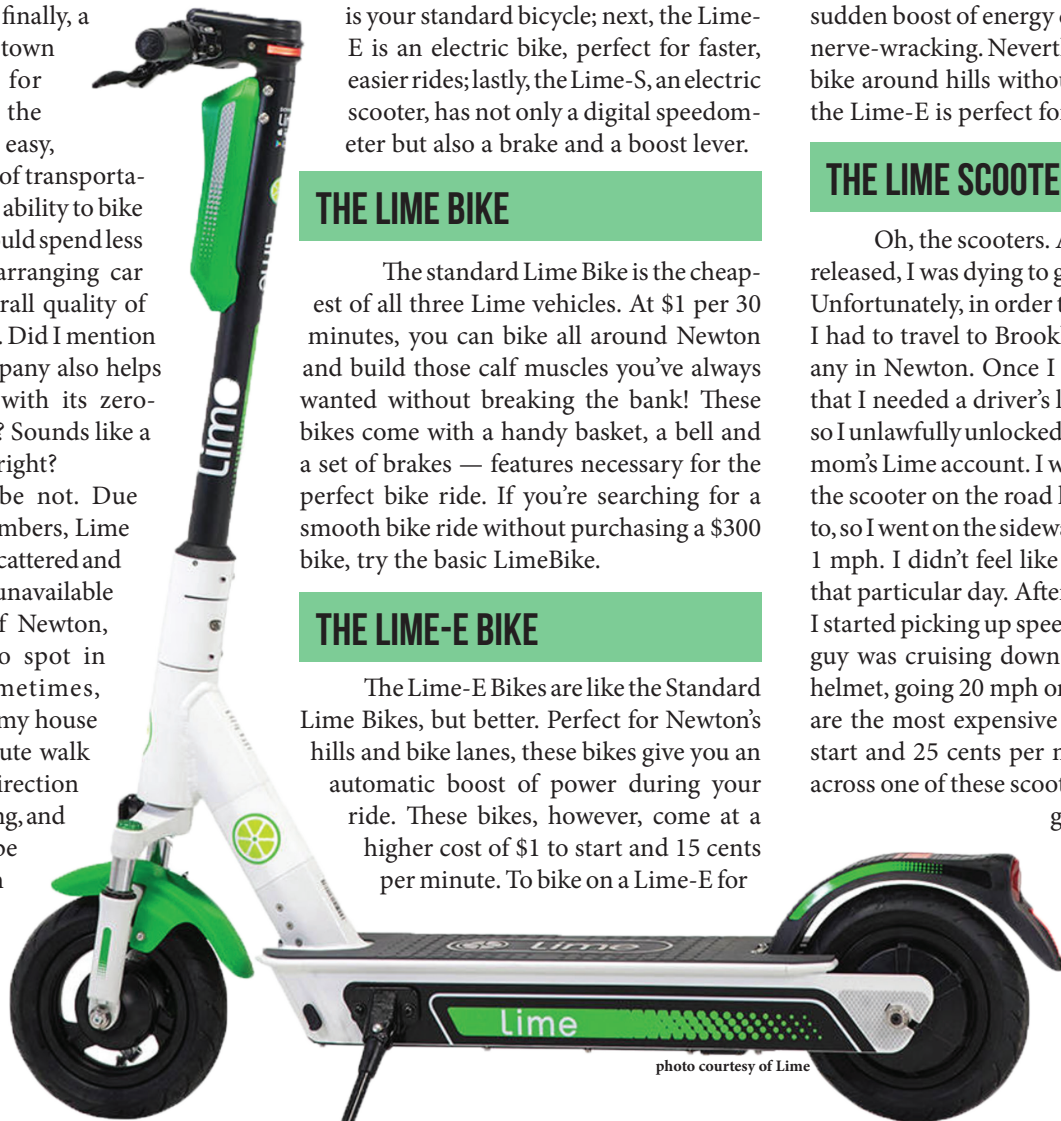 finally, a
town
for
the
easy,
of transporta-
ability to bike
ould spend less
arranging car
rall quality of
. Did I mention
pany also helps
with its zero-
? Sounds like a
right?
be not. Due
mbers, Lime
cattered and
unavailable
f Newton,
o spot in
metimes,
my house
ute walk
irection
ng, and
be
is your standard bicycle; next, the Lime-
E is an electric bike, perfect for faster,
easier rides; lastly, the Lime-S, an electric
scooter, has not only a digital speedom-
eter but also a brake and a boost lever.
THE LIME BIKE
The standard Lime Bike is the cheap-
est of all three Lime vehicles. At $1 per 30
minutes, you can bike all around Newton
and build those calf muscles you’ve always
wanted without breaking the bank! These
bikes come with a handy basket, a bell and
a set of brakes — features necessary for the
perfect bike ride. If you’re searching for a
smooth bike ride without purchasing a $300
bike, try the basic LimeBike.
THE LIME-E BIKE
The Lime-E Bikes are like the Standard
Lime Bikes, but better. Perfect for Newton’s
hills and bike lanes, these bikes give you an
automatic boost of power during your
ride. These bikes, however, come at a
higher cost of $1 to start and 15 cents
per minute. To bike on a Lime-E for
sudden boost of energy
nerve-wracking. Neverth
bike around hills withou
the Lime-E is perfect for
THE LIME SCOOTE
Oh, the scooters. A
released, I was dying to g
Unfortunately, in order t
I had to travel to Brook
any in Newton. Once I
that I needed a driver’s l
so I unlawfully unlocked
mom’s Lime account. I w
the scooter on the road
to, so I went on the sidewa
1 mph. I didn’t feel like
that particular day. After
I started picking up spee
guy was cruising down
helmet, going 20 mph or
are the most expensive
start and 25 cents per m
across one of these scoot
g
Lime
Lime
Lime
Lime
photo courtesy of Lime